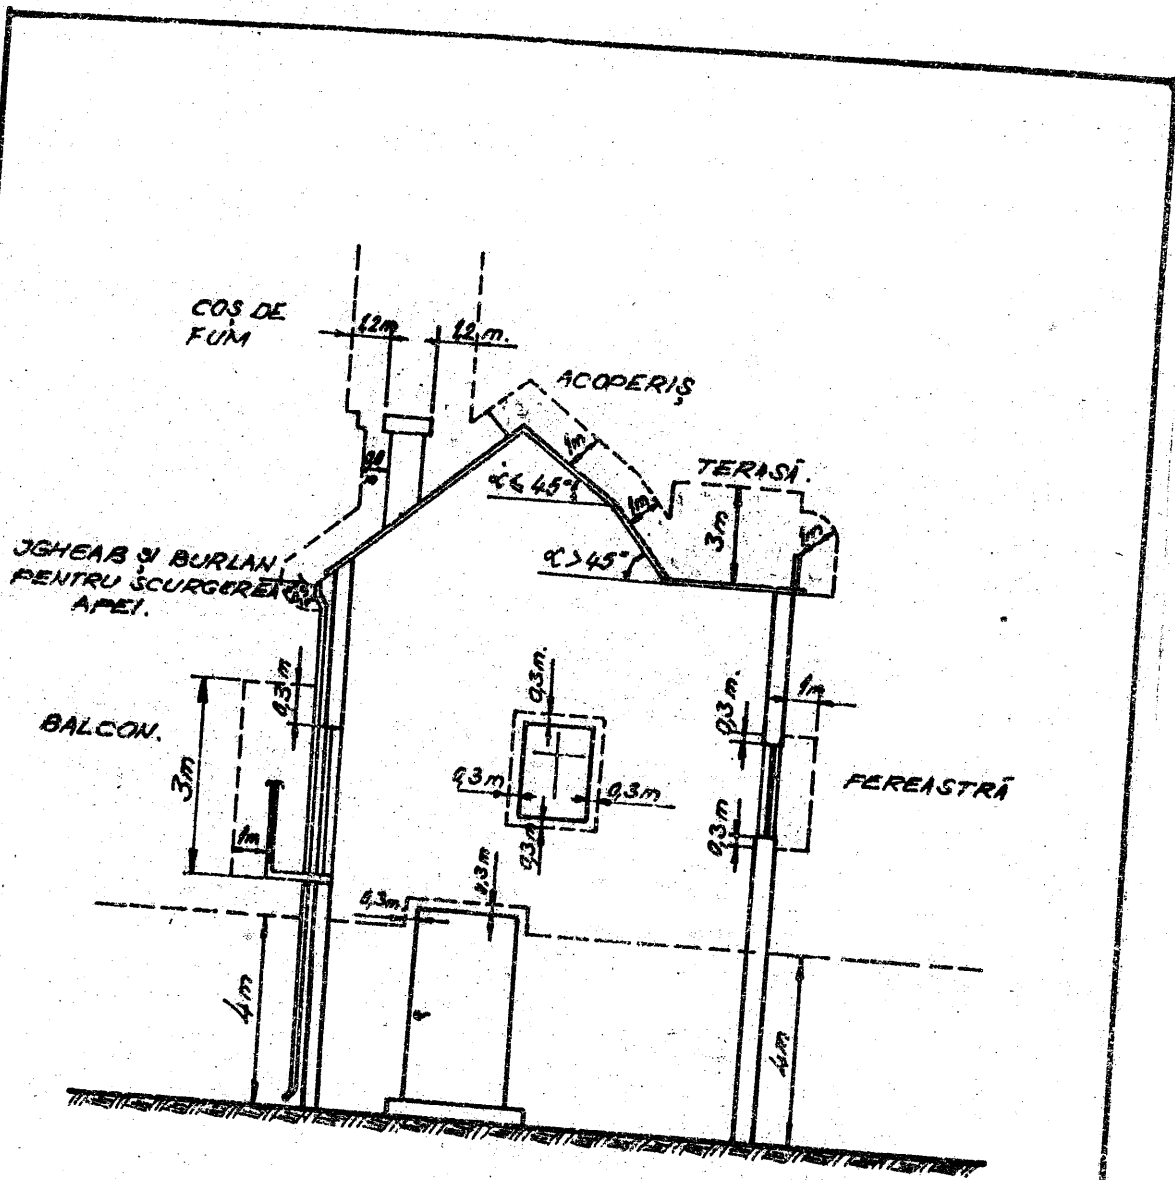 COȘ DE
FUM
1,2m
1,2 m.
ACOPERIȘ
1m
α ≤ 45°
1m
TERASĂ.
3m
1m
α > 45°
JGHEAB ȘI BURLAN
PENTRU SCURGEREA
APEI.
0,3m
BALCON.
3m
1m
0,3m.
0,3m
0,3m
0,3m
0,3m.
1m
0,3m
FEREASTRĂ
0,3m.
0,3m
4m
4m